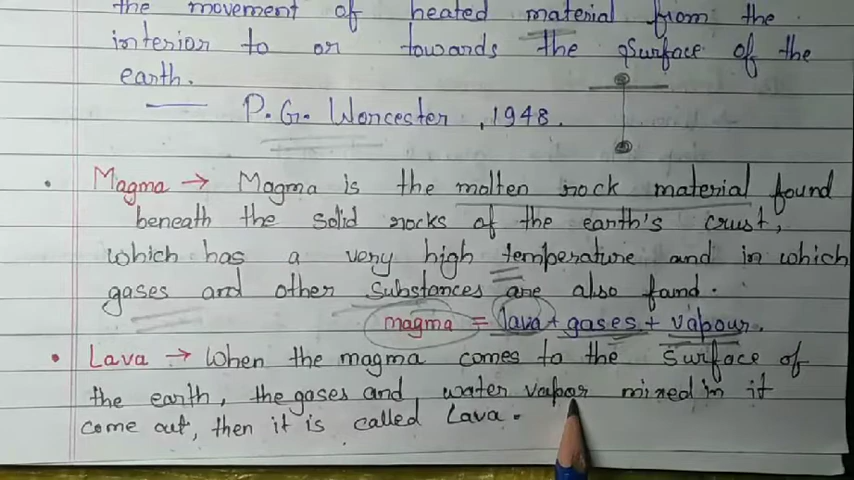 the movement of heated material from the
interior to or towards the surface of the
earth.
— P. G. Worcester, 1948.
• Magma → Magma is the molten rock material found
beneath the solid rocks of the earth's crust,
which has a very high temperature and in which
gases and other substances are also found.
magma = lava + gases + vapour.
• Lava → When the magma comes to the surface of
the earth, the gases and water vapor mixed in it
come out, then it is called Lava.